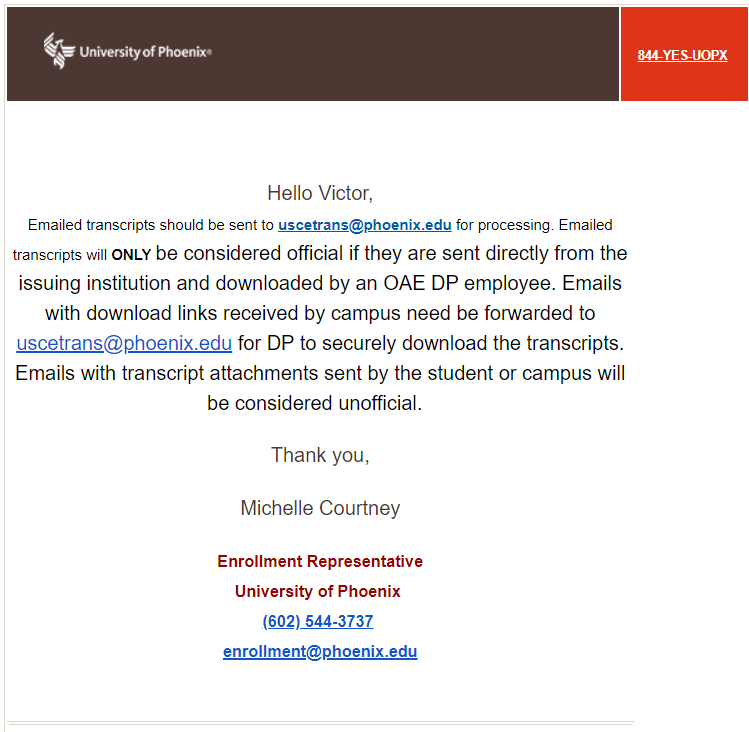 University of Phoenix®
844-YES-UOPX
Hello Victor,
Emailed transcripts should be sent to uscetrans@phoenix.edu for processing. Emailed
transcripts will ONLY be considered official if they are sent directly from the
issuing institution and downloaded by an OAE DP employee. Emails
with download links received by campus need be forwarded to
uscetrans@phoenix.edu for DP to securely download the transcripts.
Emails with transcript attachments sent by the student or campus will
be considered unofficial.
Thank you,
Michelle Courtney
Enrollment Representative
University of Phoenix
(602) 544-3737
enrollment@phoenix.edu